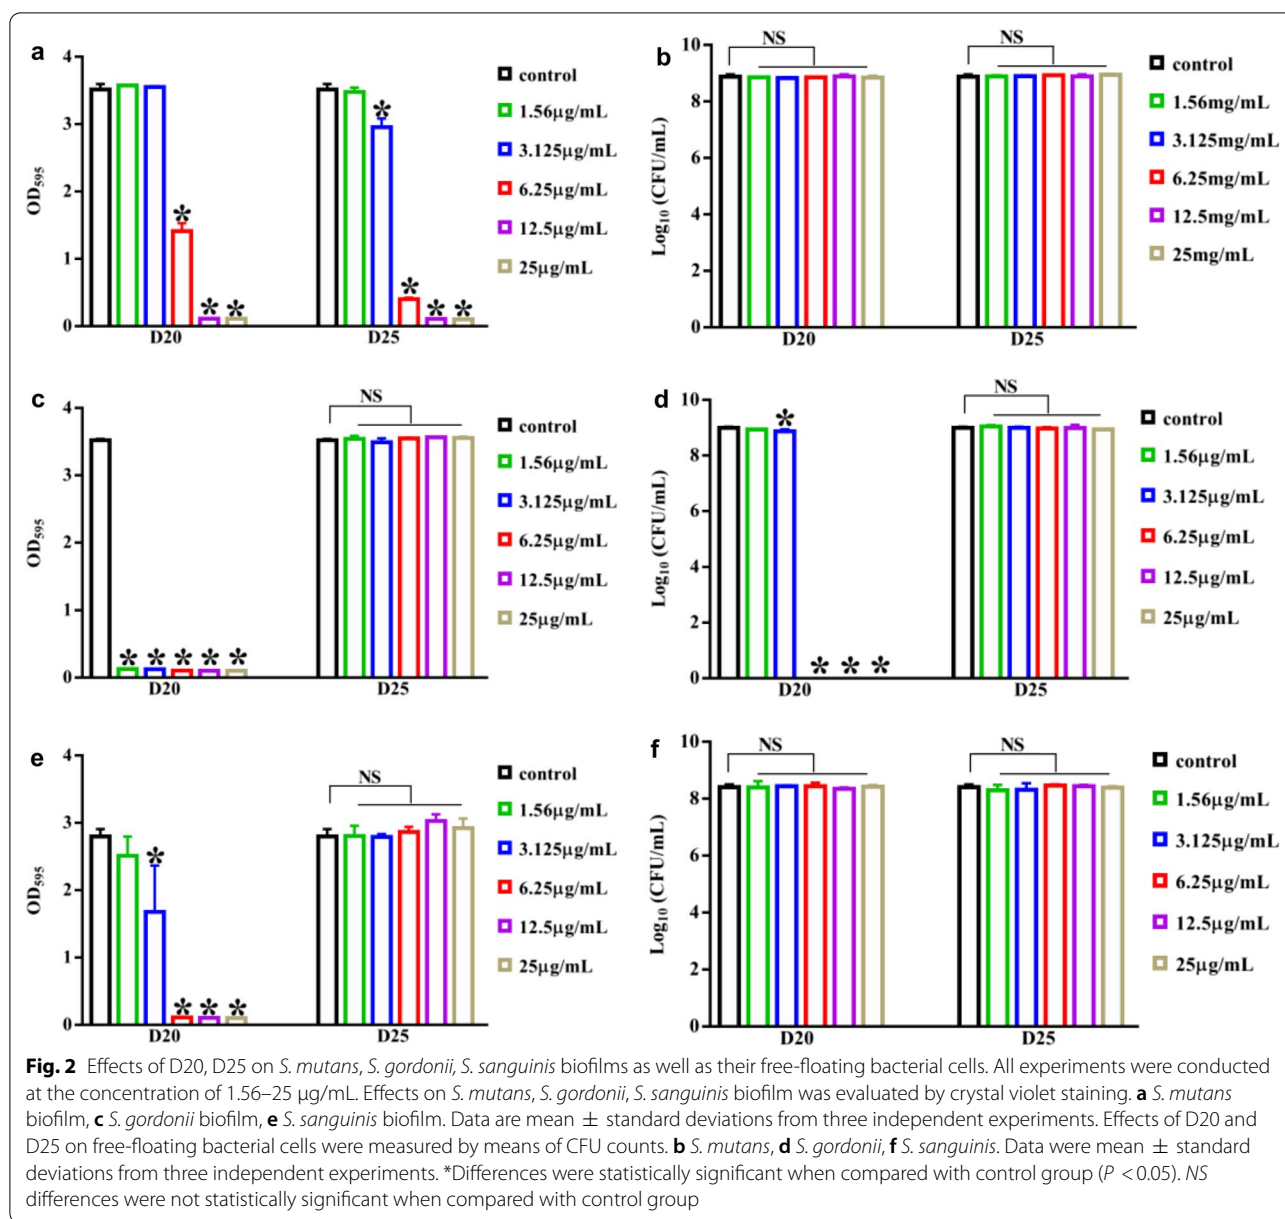 a
4
3
2
1
0
OD595
D20
D25
* * *
* * * *
control
1.56µg/mL
3.125µg/mL
6.25µg/mL
12.5µg/mL
25µg/mL
b
10
8
6
4
2
0
Log10 (CFU/mL)
NS
NS
D20
D25
control
1.56mg/mL
3.125mg/mL
6.25mg/mL
12.5mg/mL
25mg/mL
c
4
3
2
1
0
OD595
* * * * *
NS
D20
D25
control
1.56µg/mL
3.125µg/mL
6.25µg/mL
12.5µg/mL
25µg/mL
d
10
8
6
4
2
0
Log10 (CFU/mL)
*
* * *
NS
D20
D25
control
1.56µg/mL
3.125µg/mL
6.25µg/mL
12.5µg/mL
25µg/mL
e
4
3
2
1
0
OD595
*
* * *
NS
D20
D25
control
1.56µg/mL
3.125µg/mL
6.25µg/mL
12.5µg/mL
25µg/mL
f
10
8
6
4
2
0
Log10 (CFU/mL)
NS
NS
D20
D25
control
1.56µg/mL
3.125µg/mL
6.25µg/mL
12.5µg/mL
25µg/mL
Fig. 2 Effects of D20, D25 on S. mutans, S. gordonii, S. sanguinis biofilms as well as their free-floating bacterial cells. All experiments were conducted
at the concentration of 1.56–25 µg/mL. Effects on S. mutans, S. gordonii, S. sanguinis biofilm was evaluated by crystal violet staining. a S. mutans
biofilm, c S. gordonii biofilm, e S. sanguinis biofilm. Data are mean ± standard deviations from three independent experiments. Effects of D20 and
D25 on free-floating bacterial cells were measured by means of CFU counts. b S. mutans, d S. gordonii, f S. sanguinis. Data were mean ± standard
deviations from three independent experiments. *Differences were statistically significant when compared with control group (P < 0.05). NS
differences were not statistically significant when compared with control group